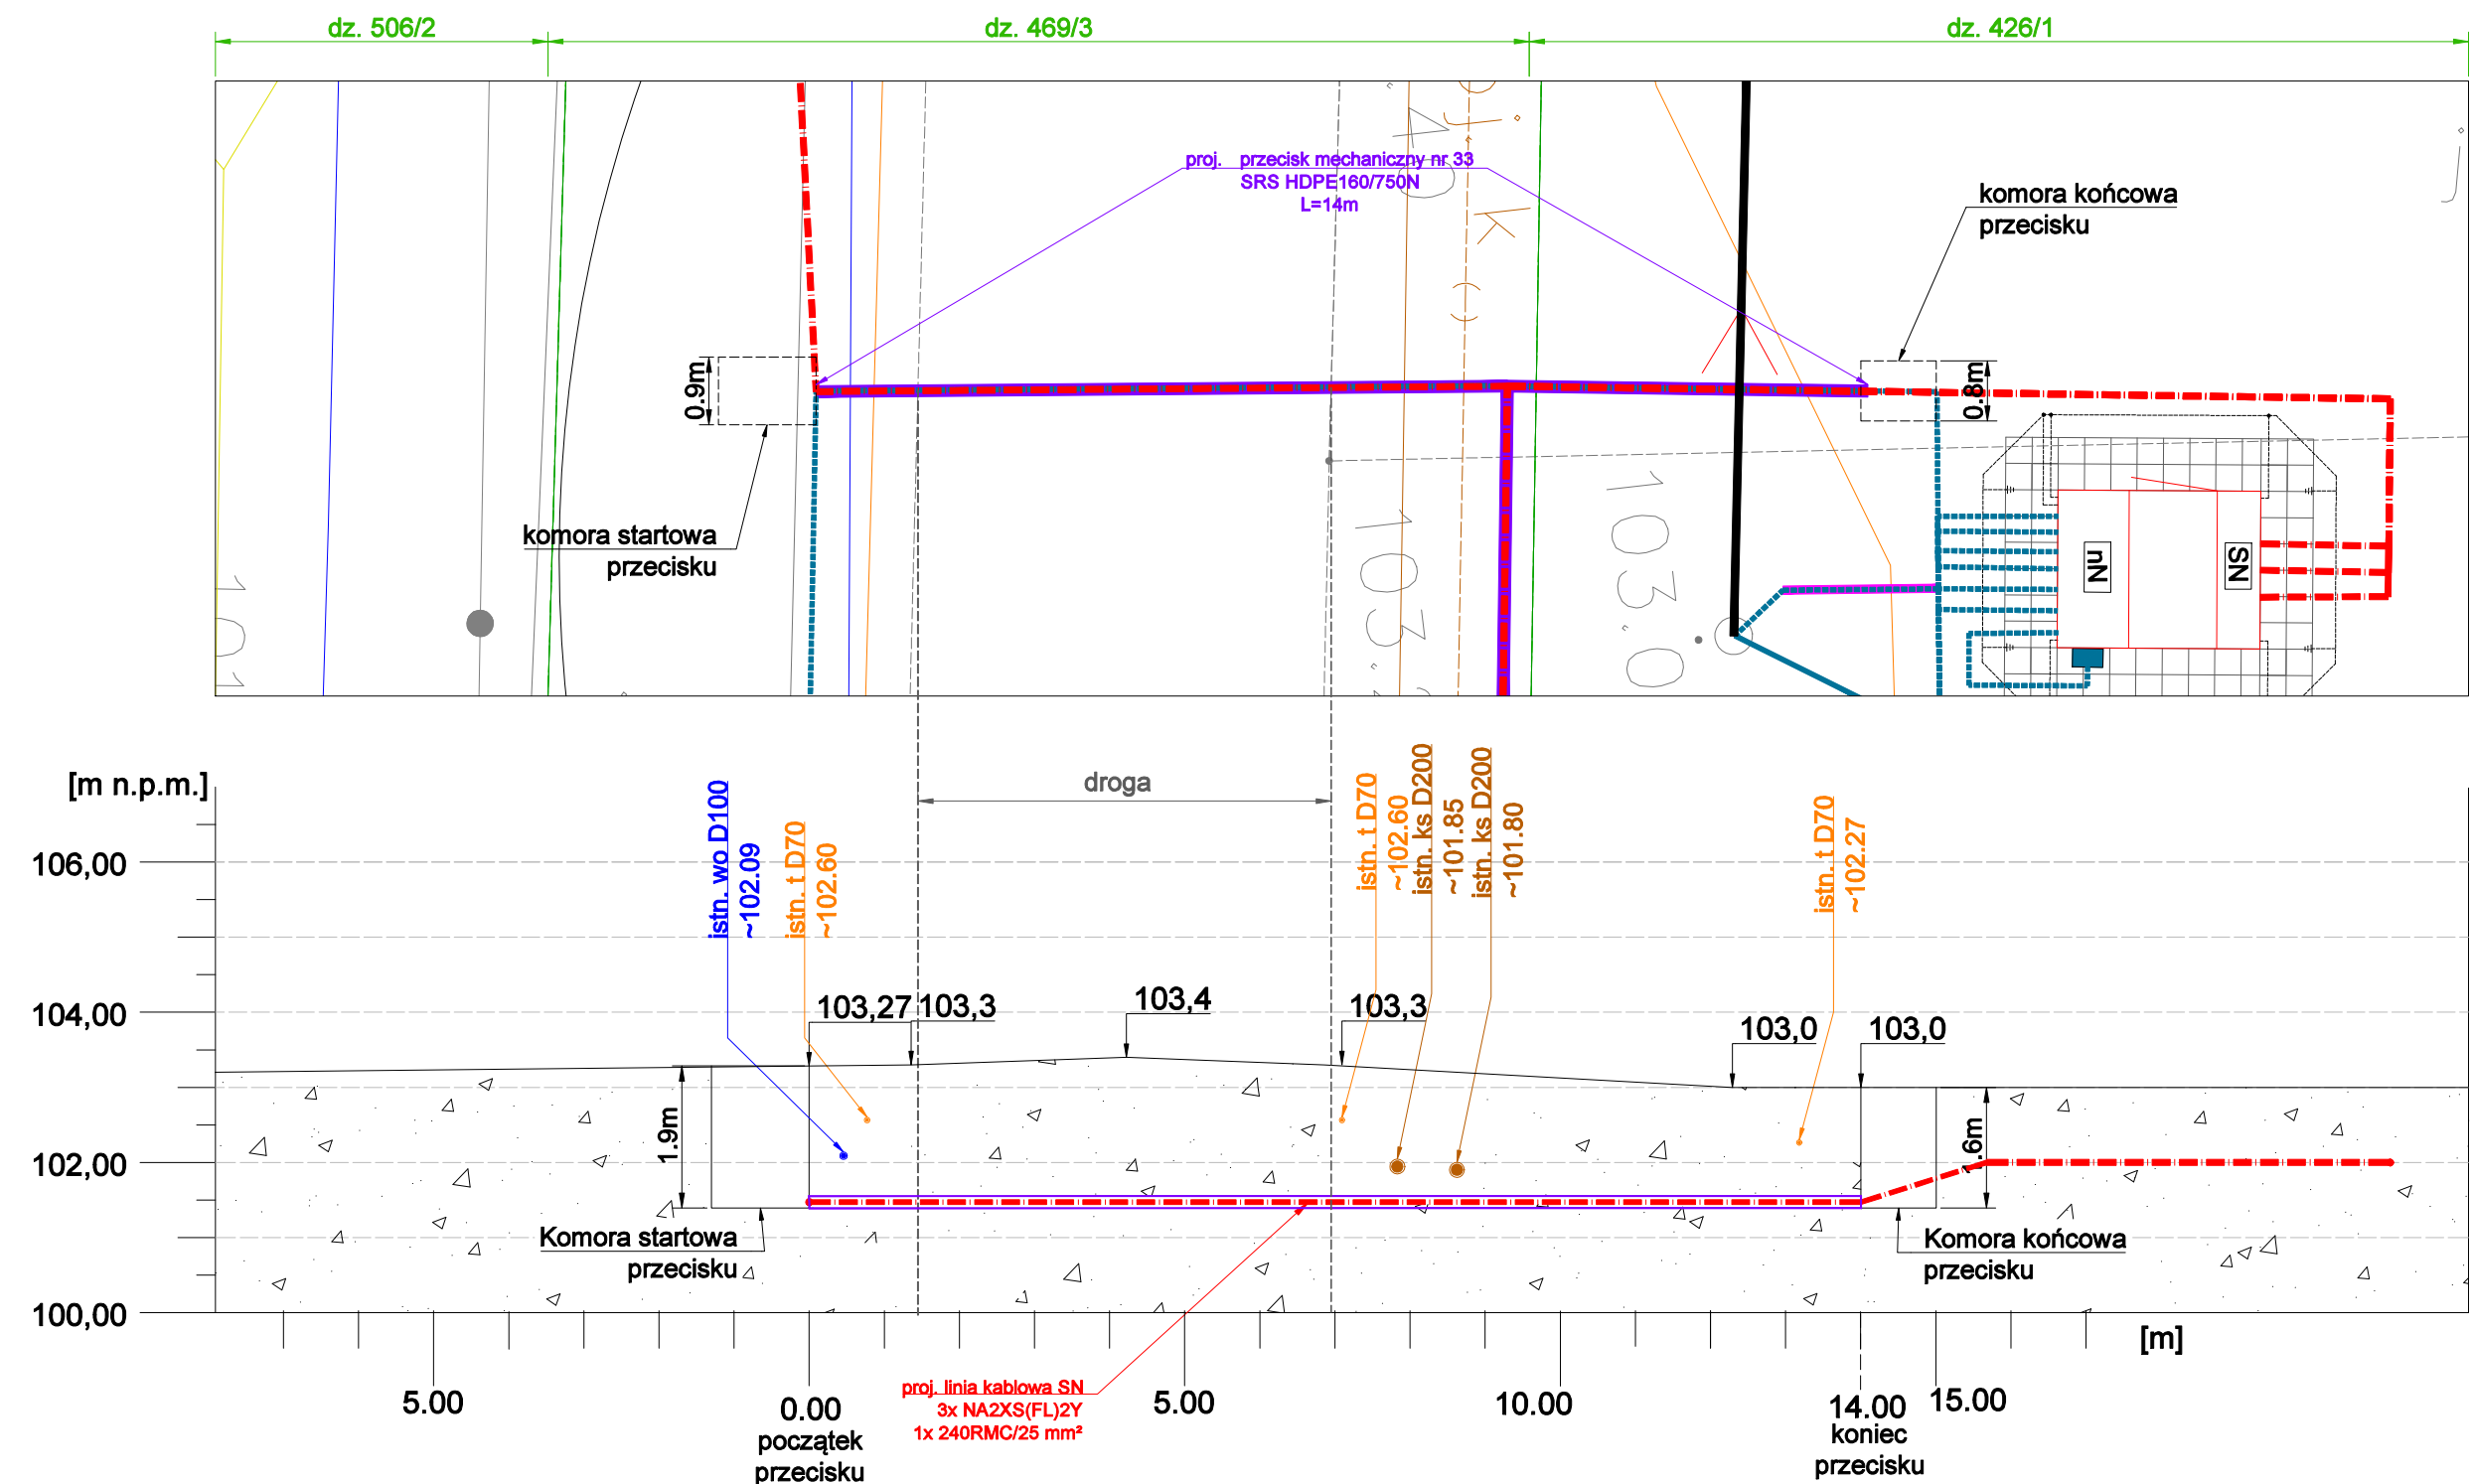 dz. 506/2
dz. 469/3
dz. 426/1
proj. przecisk mechaniczny nr 33
SRS HDPE160/750N
L=14m
komora końcowa
przecisku
0.9m
0.8m
komora startowa
przecisku
103.0
nN
SN
[m n.p.m.]
106,00
104,00
102,00
100,00
istn. wo D100
~102.09
istn. t D70
~102.60
droga
istn. t D70
~102.60
istn. ks D200
~101.85
istn. ks D200
~101.80
istn. t D70
~102.27
103,27
103,3
103,4
103,3
103,0
103,0
1.9m
Komora startowa
przecisku
Komora końcowa
przecisku
[m]
5.00
0.00
początek
przecisku
proj. linia kablowa SN
3x NA2XS(FL)2Y
1x 240RMC/25 mm²
5.00
10.00
14.00
koniec
przecisku
15.00